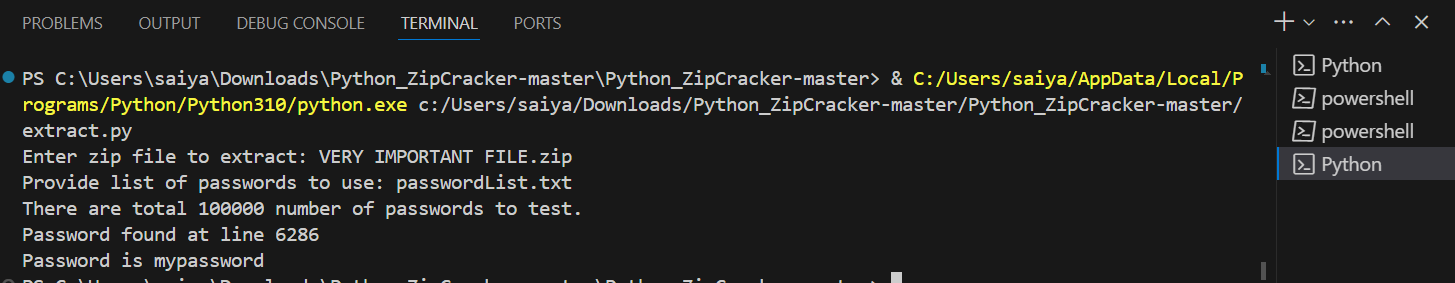 PROBLEMS OUTPUT DEBUG CONSOLE TERMINAL PORTS
PS C:\Users\saiya\Downloads\Python_ZipCracker-master\Python_ZipCracker-master> & C:/Users/saiya/AppData/Local/P
rograms/Python/Python310/python.exe c:/Users/saiya/Downloads/Python_ZipCracker-master/Python_ZipCracker-master/
extract.py
Enter zip file to extract: VERY IMPORTANT FILE.zip
Provide list of passwords to use: passwordList.txt
There are total 100000 number of passwords to test.
Password found at line 6286
Password is mypassword
Python
powershell
powershell
Python